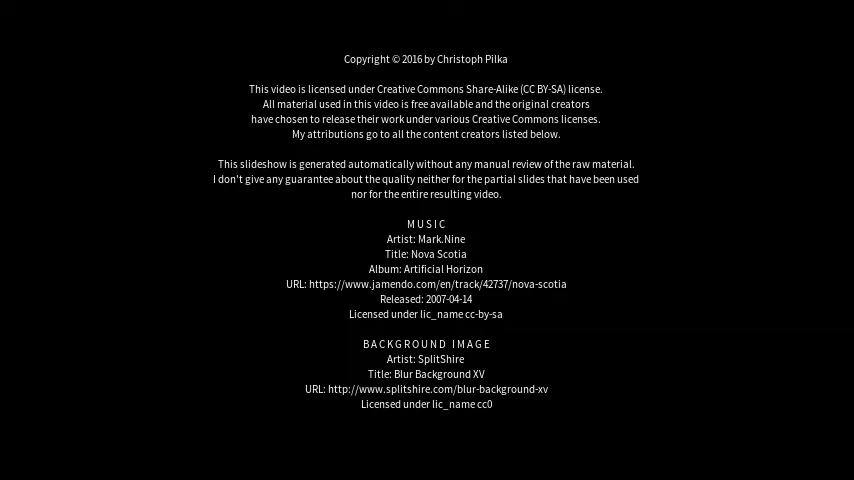 Copyright © 2016 by Christoph Pilka
This video is licensed under Creative Commons Share-Alike (CC BY-SA) license.
All material used in this video is free available and the original creators
have chosen to release their work under various Creative Commons licenses.
My attributions go to all the content creators listed below.
This slideshow is generated automatically without any manual review of the raw material.
I don't give any guarantee about the quality neither for the partial slides that have been used
nor for the entire resulting video.
MUSIC
Artist: Mark.Nine
Title: Nova Scotia
Album: Artificial Horizon
URL: https://www.jamendo.com/en/track/42737/nova-scotia
Released: 2007-04-14
Licensed under lic_name cc-by-sa
BACKGROUND IMAGE
Artist: SplitShire
Title: Blur Background XV
URL: http://www.splitshire.com/blur-background-xv
Licensed under lic_name cc0